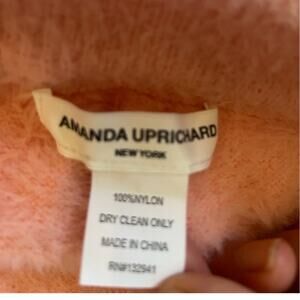 AMANDA UPRICHARD
NEW YORK
100%NYLON
DRY CLEAN ONLY
MADE IN CHINA
RN#132941